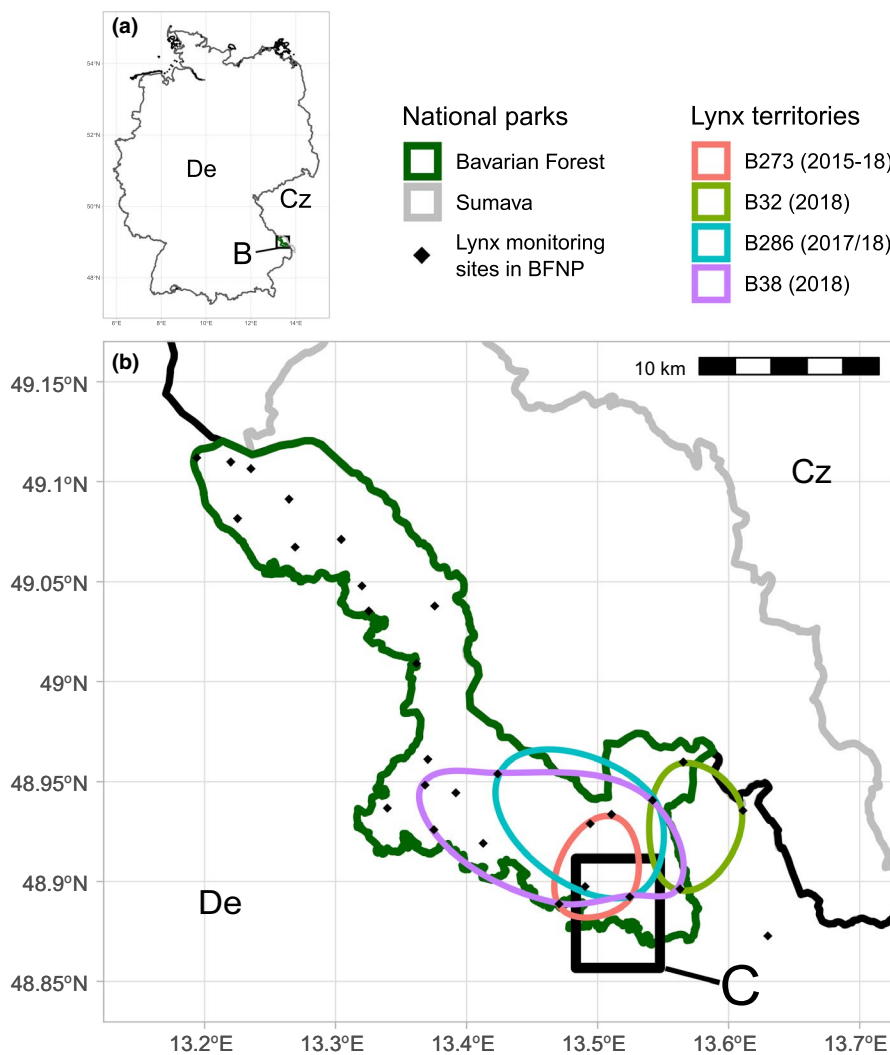 (a)
54°N
52°N
50°N
48°N
6°E 8°E 10°E 12°E 14°E
De
Cz
B
National parks
Bavarian Forest
Sumava
Lynx monitoring
sites in BFNP
Lynx territories
B273 (2015-18)
B32 (2018)
B286 (2017/18)
B38 (2018)
(b)
10 km
49.15°N
49.1°N
49.05°N
49°N
48.95°N
48.9°N
48.85°N
Cz
De
C
13.2°E 13.3°E 13.4°E 13.5°E 13.6°E 13.7°E